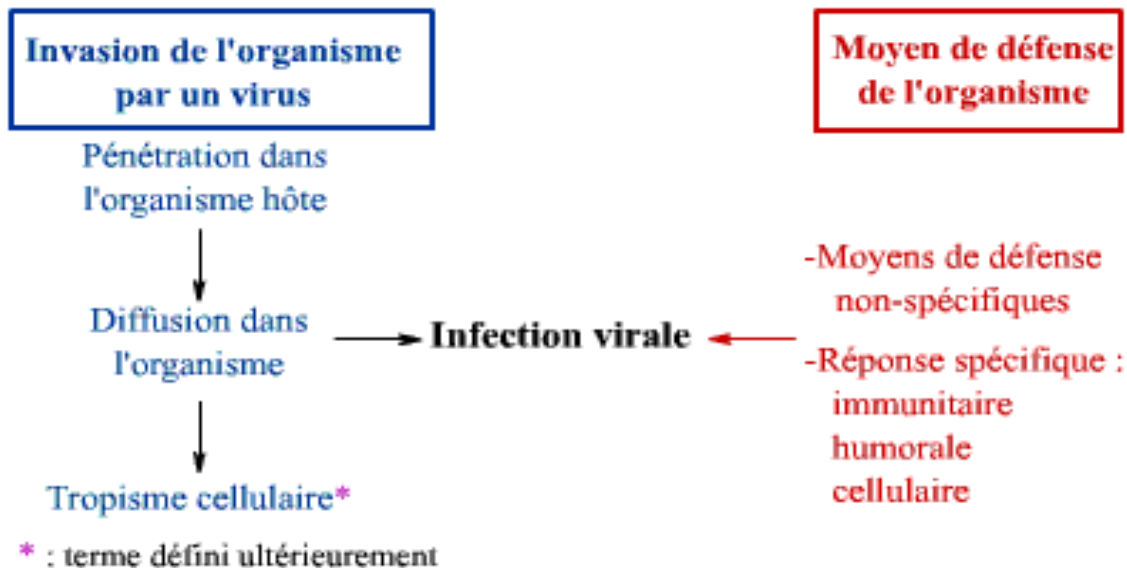 Invasion de l'organisme
par un virus
Pénétration dans
l'organisme hôte
Diffusion dans
l'organisme
Tropisme cellulaire*
* : terme défini ultérieurement
Infection virale
Moyen de défense
de l'organisme
-Moyens de défense
non-spécifiques
-Réponse spécifique :
immunitaire
humorale
cellulaire